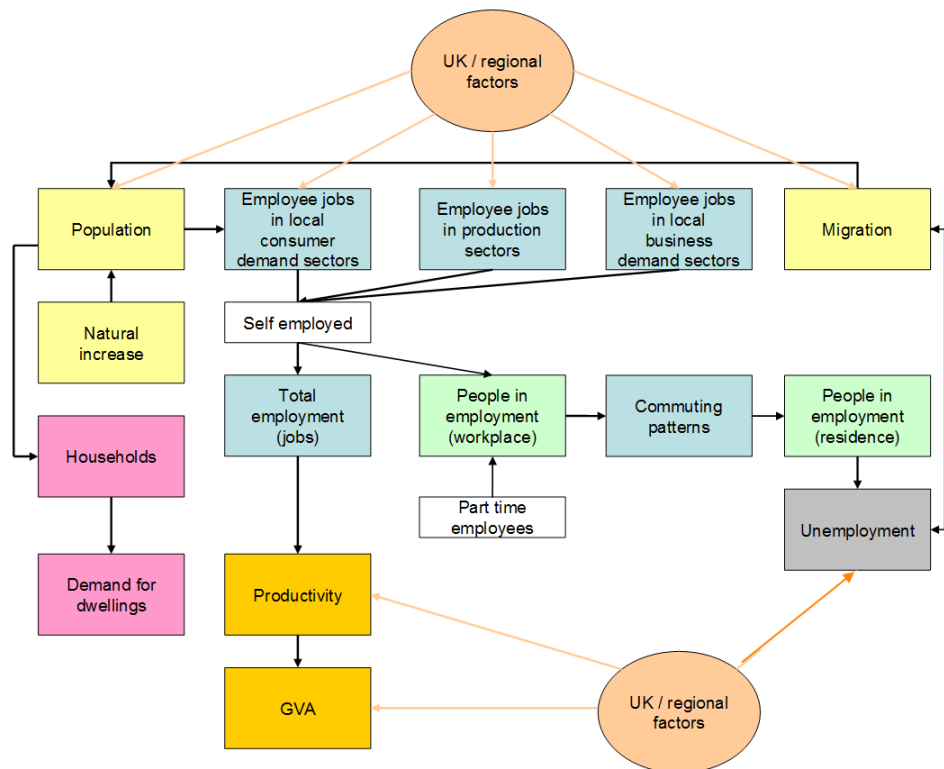 UK / regional
factors
Population
Employee jobs
in local
consumer
demand sectors
Employee jobs
in production
sectors
Employee jobs
in local
business
demand sectors
Migration
Natural
increase
Self employed
Total
employment
(jobs)
People in
employment
(workplace)
Commuting
patterns
People in
employment
(residence)
Households
Part time
employees
Unemployment
Demand for
dwellings
Productivity
GVA
UK / regional
factors